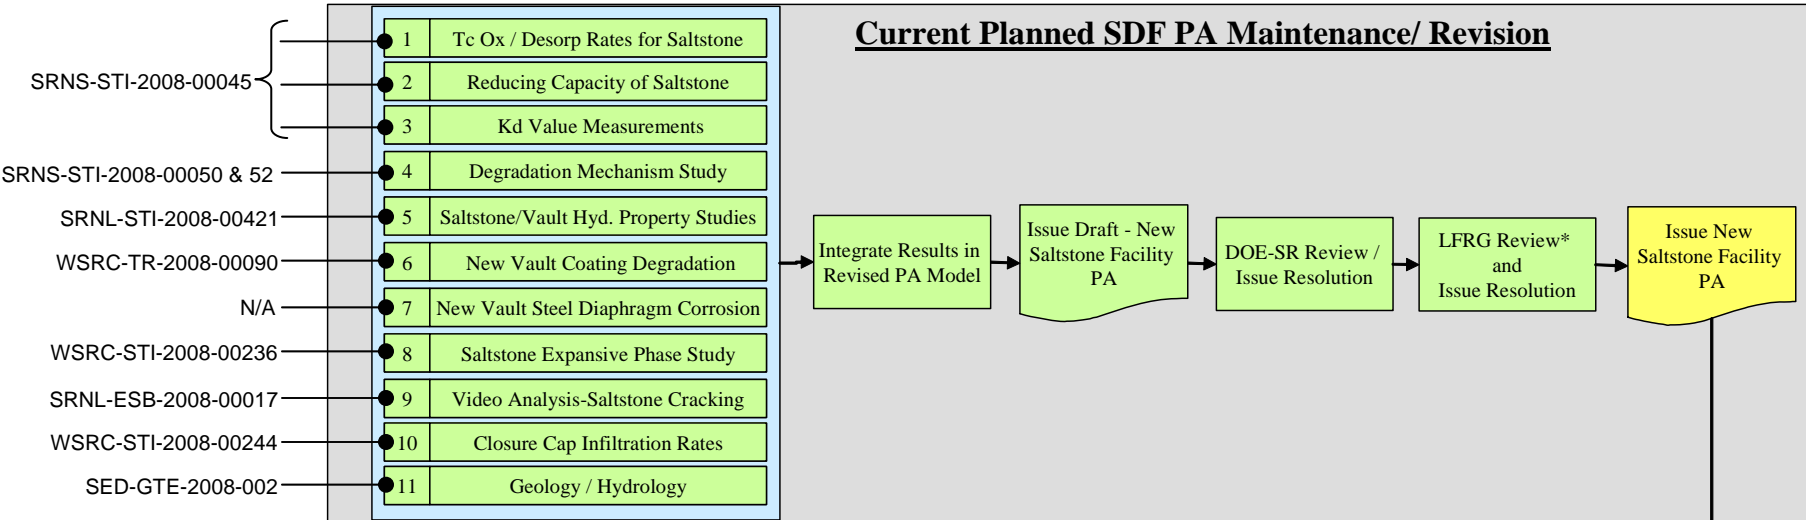 Current Planned SDF PA Maintenance/ Revision
SRNS-STI-2008-00045
1 Tc Ox / Desorp Rates for Saltstone
2 Reducing Capacity of Saltstone
3 Kd Value Measurements
SRNS-STI-2008-00050 & 52
4 Degradation Mechanism Study
SRNL-STI-2008-00421
5 Saltstone/Vault Hyd. Property Studies
WSRC-TR-2008-00090
6 New Vault Coating Degradation
N/A
7 New Vault Steel Diaphragm Corrosion
WSRC-STI-2008-00236
8 Saltstone Expansive Phase Study
SRNL-ESB-2008-00017
9 Video Analysis-Saltstone Cracking
WSRC-STI-2008-00244
10 Closure Cap Infiltration Rates
SED-GTE-2008-002
11 Geology / Hydrology
Integrate Results in
Revised PA Model
Issue Draft - New
Saltstone Facility
PA
DOE-SR Review /
Issue Resolution
LFRG Review*
and
Issue Resolution
Issue New
Saltstone Facility
PA